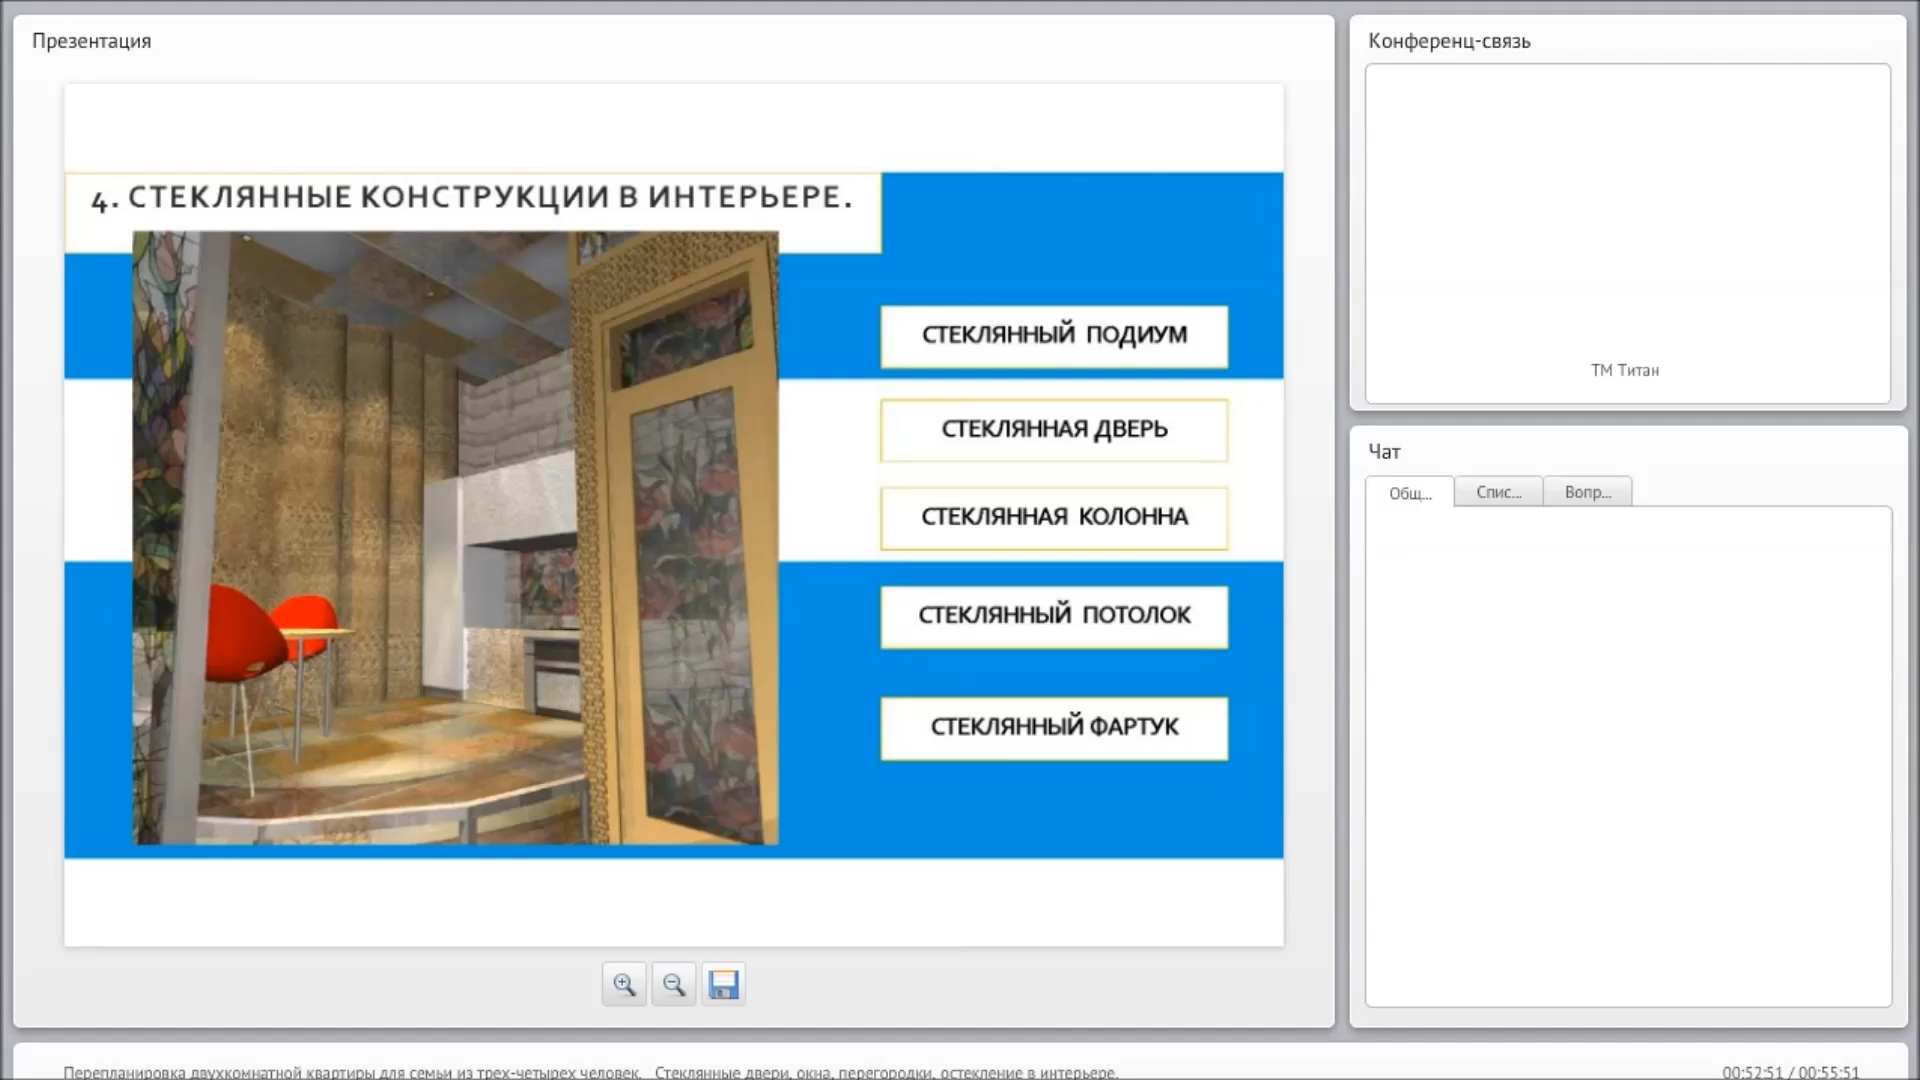 Презентация
4. СТЕКЛЯННЫЕ КОНСТРУКЦИИ В ИНТЕРЬЕРЕ.
СТЕКЛЯННЫЙ ПОДИУМ
СТЕКЛЯННАЯ ДВЕРЬ
СТЕКЛЯННАЯ КОЛОННА
СТЕКЛЯННЫЙ ПОТОЛОК
СТЕКЛЯННЫЙ ФАРТУК
Конференц-связь
ТМ Титан
Чат
Общ... Спис... Вопр...
Перепланировка двухкомнатной квартиры для семьи из трех-четырех человек. Стеклянные двери, окна, перегородки, остекление в интерьере.
00:52:51 / 00:55:51